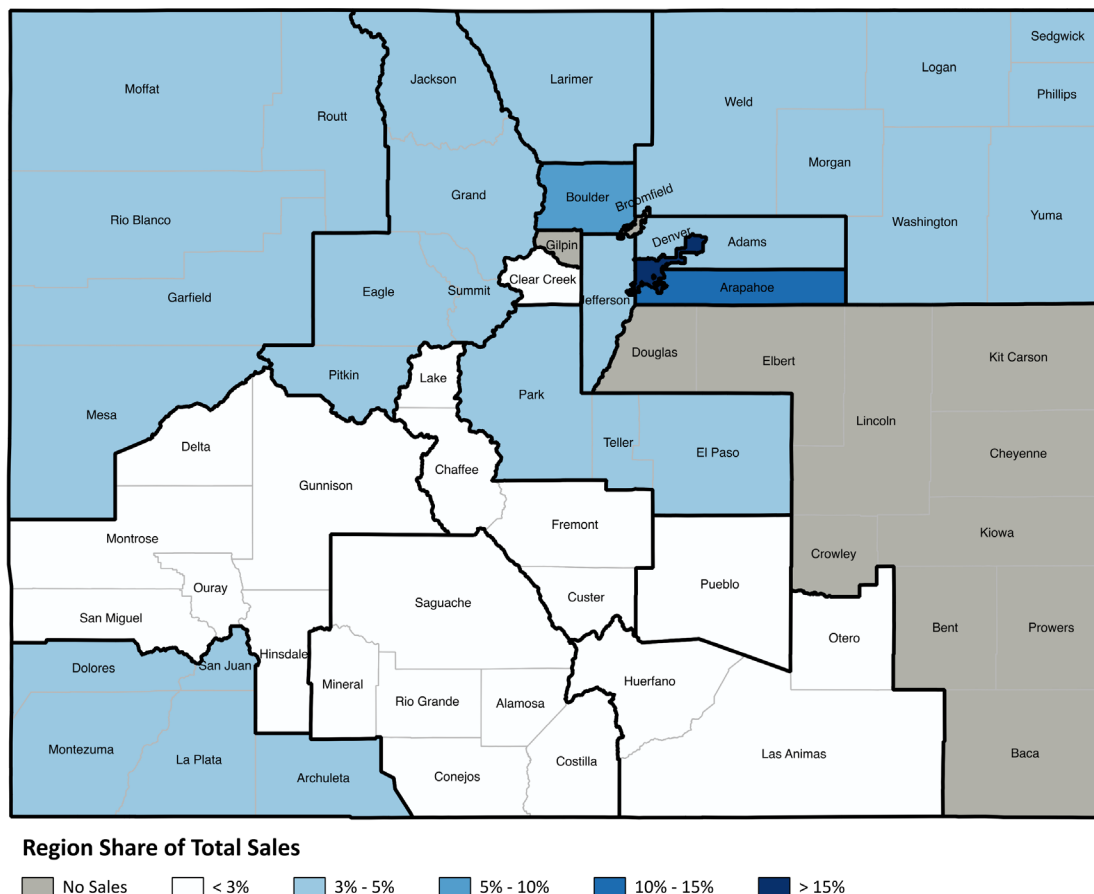 Sedgwick
Logan
Jackson
Larimer
Moffat
Phillips
Weld
Routt
Morgan
Grand
Boulder
Broomfield
Rio Blanco
Yuma
Washington
Denver
Adams
Gilpin
Clear Creek
Arapahoe
Eagle
Summit
Garfield
Jefferson
Douglas
Elbert
Kit Carson
Pitkin
Lake
Park
Mesa
Lincoln
Delta
Teller
El Paso
Cheyenne
Chaffee
Gunnison
Fremont
Kiowa
Montrose
Crowley
Ouray
Pueblo
Custer
Saguache
San Miguel
Bent
Prowers
Otero
Hinsdale
San Juan
Dolores
Mineral
Huerfano
Rio Grande
Alamosa
Montezuma
La Plata
Las Animas
Baca
Costilla
Archuleta
Conejos
Region Share of Total Sales
No Sales < 3% 3% - 5% 5% - 10% 10% - 15% > 15%